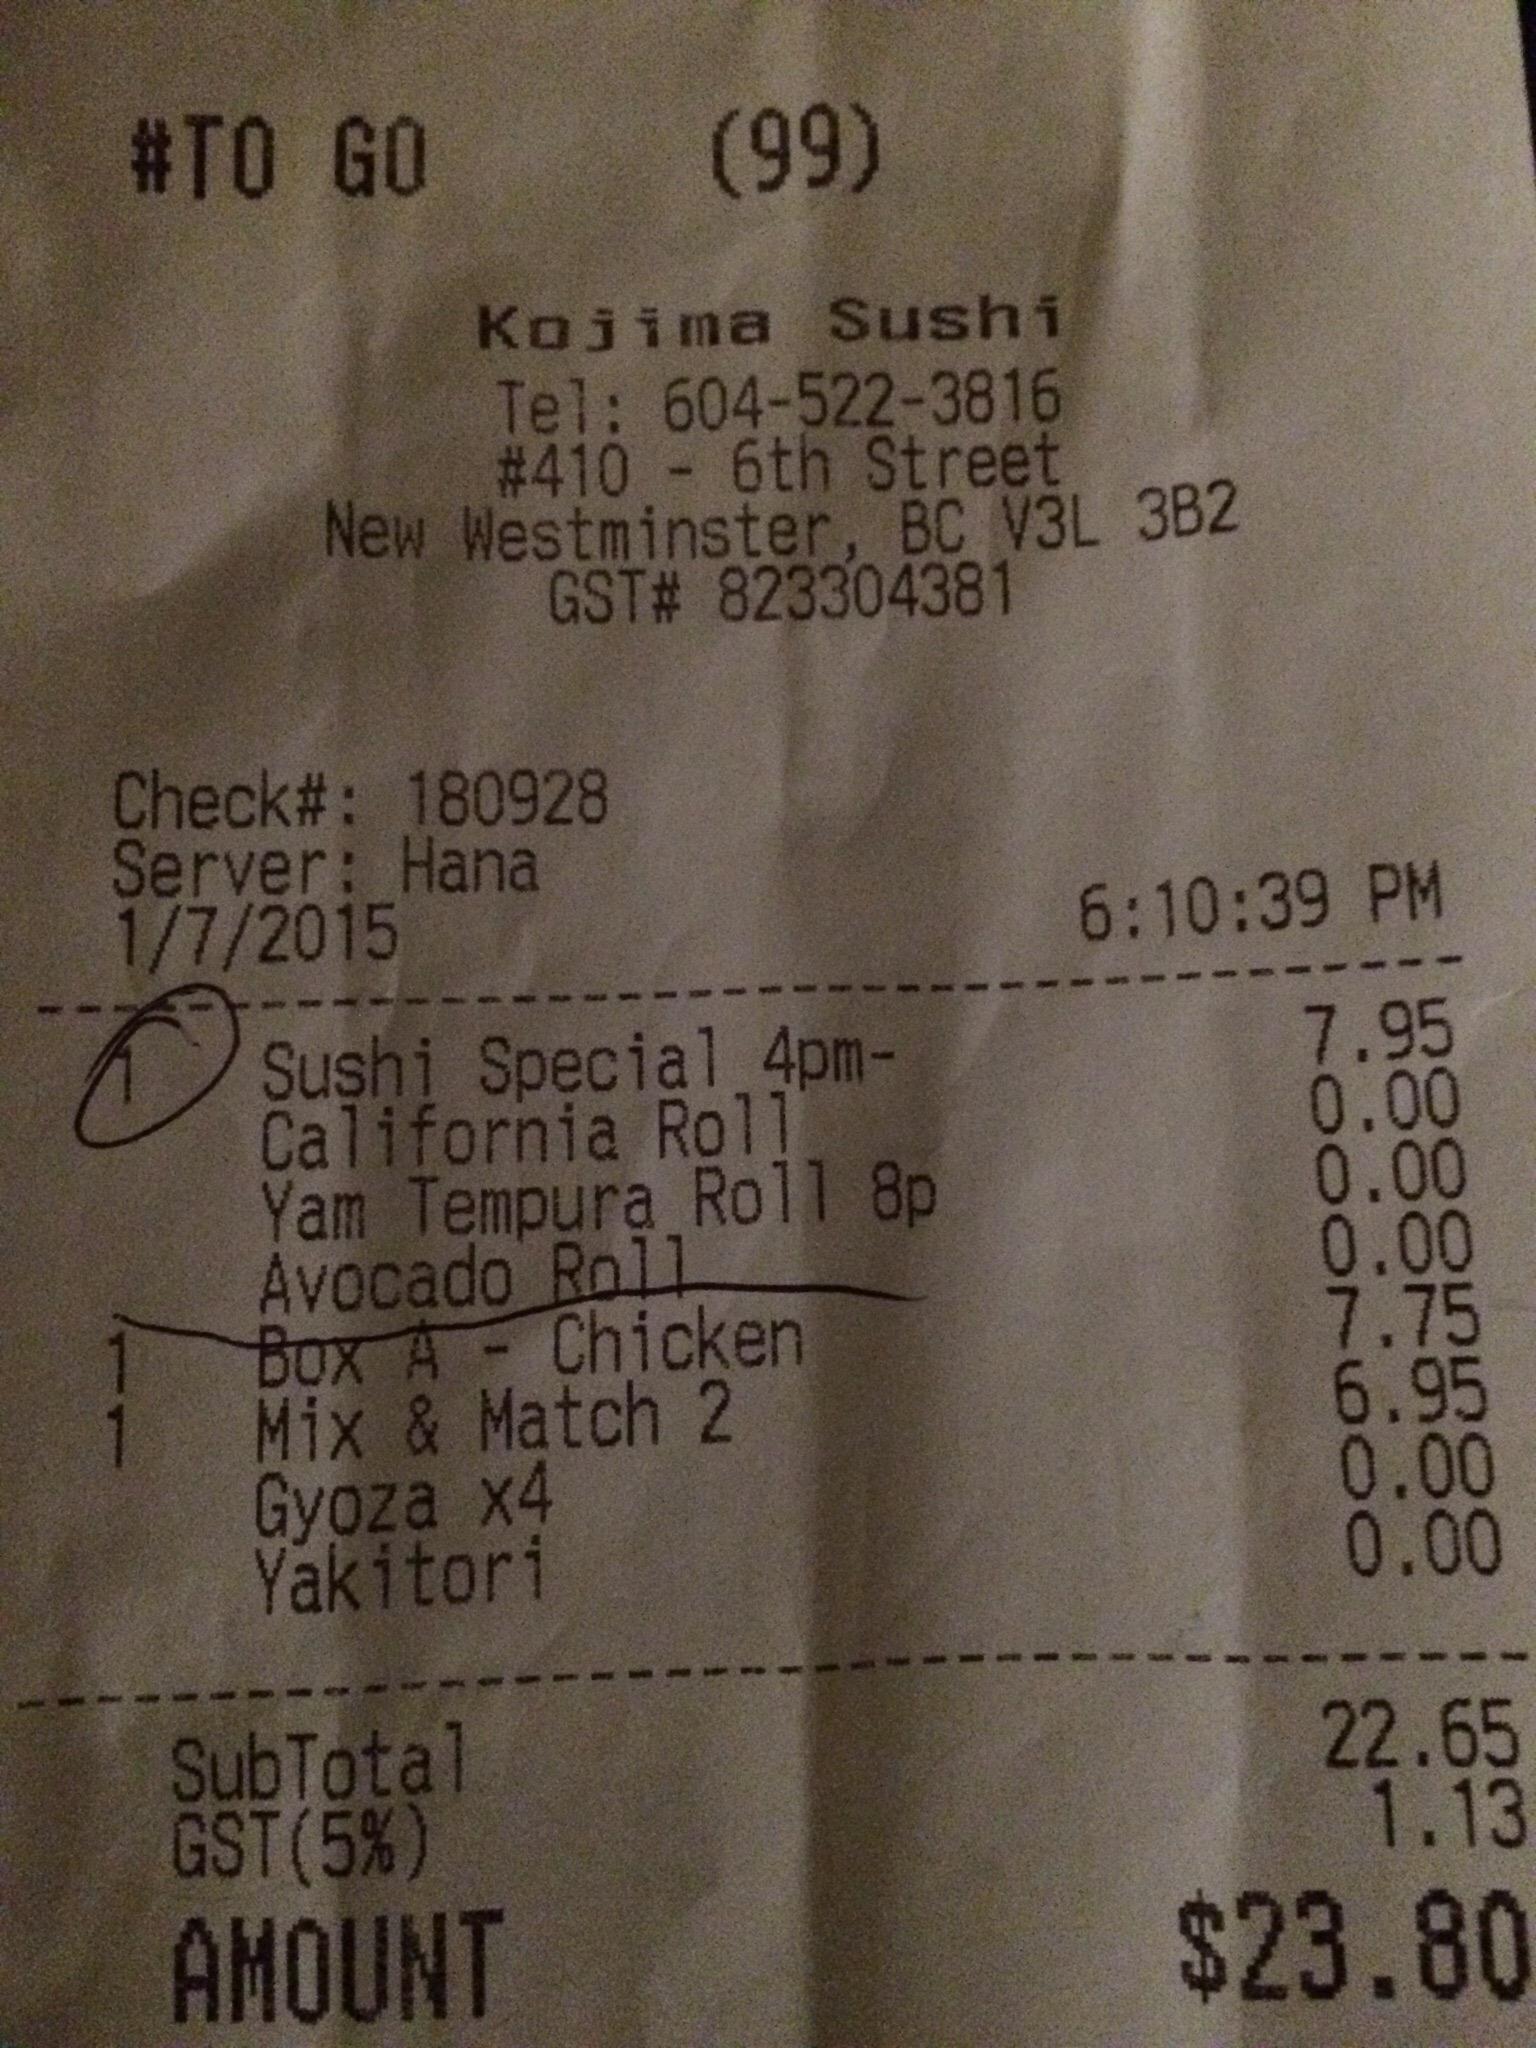 #TO GO (99)
Kojima Sushi
Tel: 604-522-3816
#410 - 6th Street
New Westminster, BC V3L 3B2
GST# 823304381
Check#: 180928
Server: Hana
1/7/2015 6:10:39 PM
1 Sushi Special 4pm- 7.95
California Roll 0.00
Yam Tempura Roll 8p 0.00
Avocado Roll 0.00
1 Box A - Chicken 7.75
1 Mix & Match 2 6.95
Gyoza x4 0.00
Yakitori 0.00
SubTotal 22.65
GST(5%) 1.13
AMOUNT $23.80